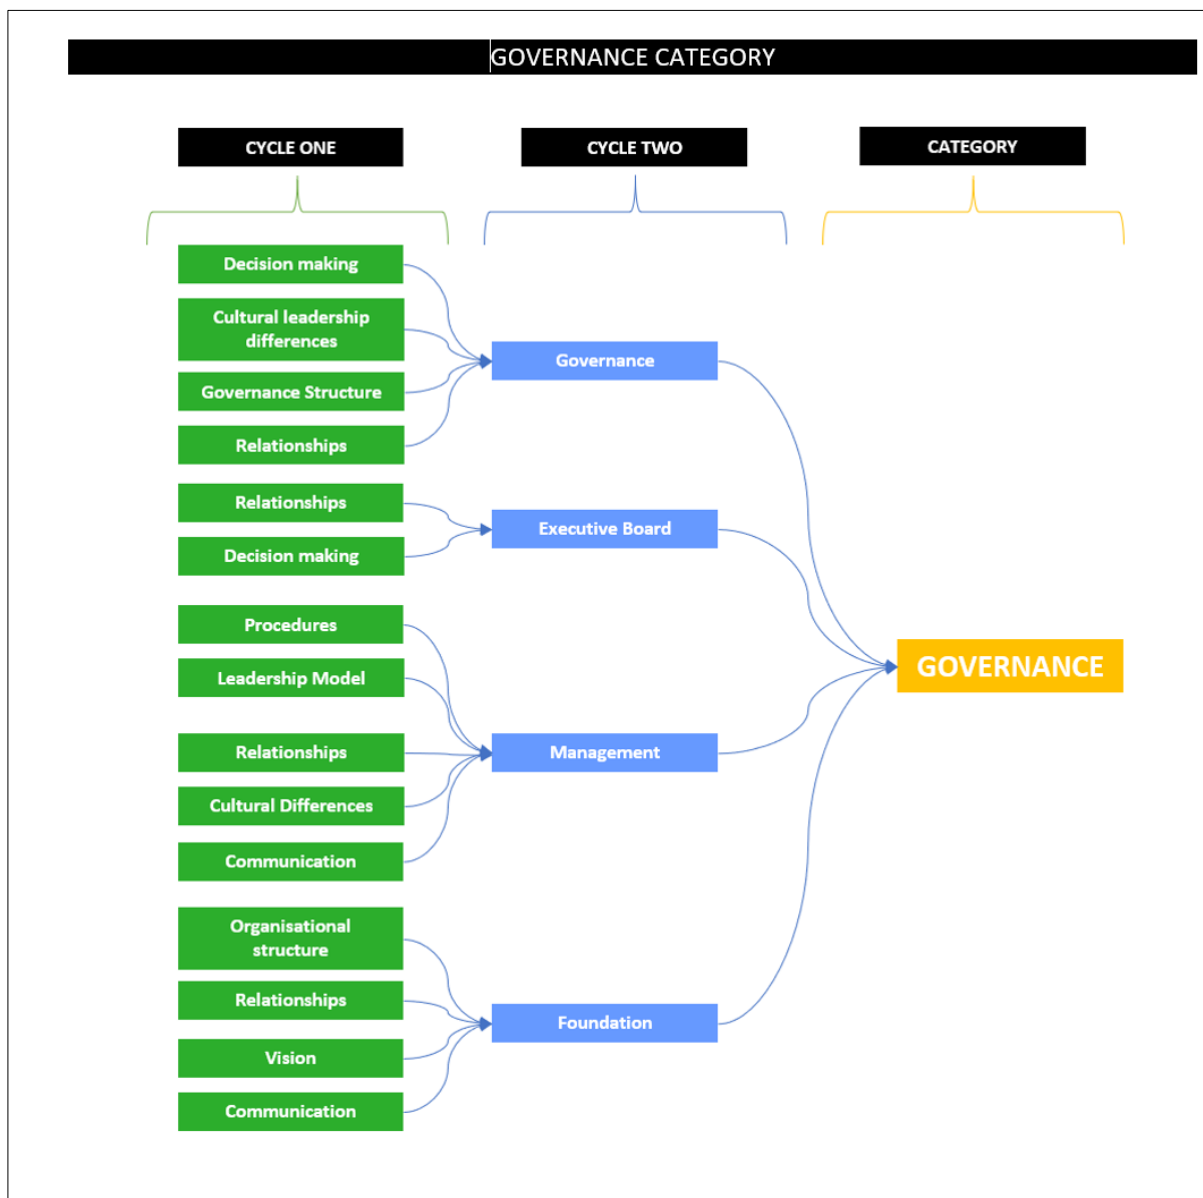 GOVERNANCE CATEGORY
CYCLE ONE
CYCLE TWO
CATEGORY
Decision making
Cultural leadership
differences
Governance Structure
Relationships
Governance
Relationships
Decision making
Executive Board
Procedures
Leadership Model
Relationships
Cultural Differences
Communication
Management
Organisational
structure
Relationships
Vision
Communication
Foundation
GOVERNANCE